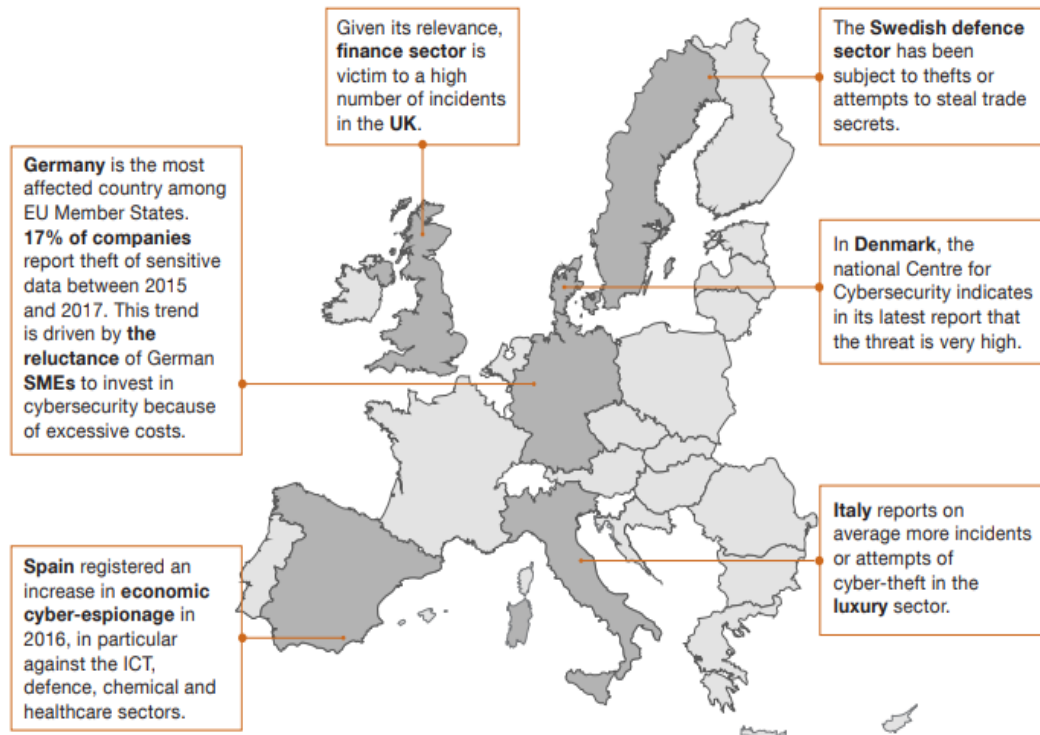 Given its relevance,
finance sector is
victim to a high
number of incidents
in the UK.
The Swedish defence
sector has been
subject to thefts or
attempts to steal trade
secrets.
Germany is the most
affected country among
EU Member States.
17% of companies
report theft of sensitive
data between 2015
and 2017. This trend
is driven by the
reluctance of German
SMEs to invest in
cybersecurity because
of excessive costs.
In Denmark, the
national Centre for
Cybersecurity indicates
in its latest report that
the threat is very high.
Italy reports on
average more incidents
or attempts of
cyber-theft in the
luxury sector.
Spain registered an
increase in economic
cyber-espionage in
2016, in particular
against the ICT,
defence, chemical and
healthcare sectors.